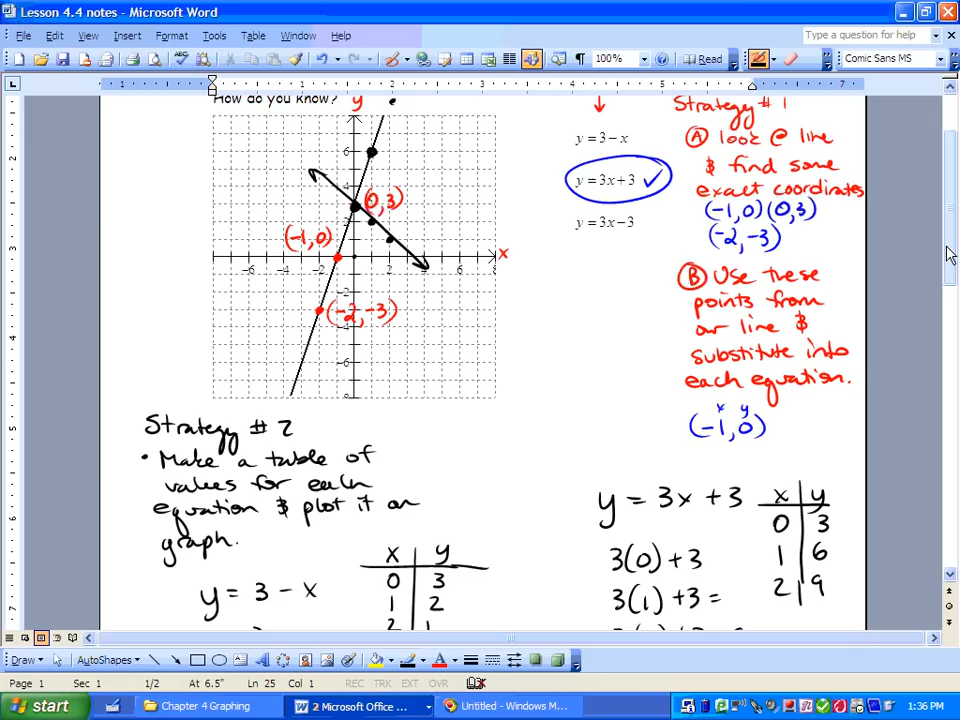 Lesson 4.4 notes - Microsoft Word
File Edit View Insert Format Tools Table Window Help
Type a question for help
100%
Read
Comic Sans MS
How do you know?
y
Strategy # 1
y = 3 - x
y = 3x + 3 ✓
y = 3x - 3
A look @ line
& find some
exact coordinates
(-1, 0) (0, 3)
(-2, -3)
(0, 3)
(-1, 0)
(-2, -3)
x
B Use these
points from
our line &
substitute into
each equation.
x y
(-1, 0)
Strategy # 2
• Make a table of
values for each
equation & plot it on
graph.
y = 3 - x
x y
0 3
1 2
2 1
y = 3x + 3
x y
0 3
1 6
2 9
3(0) + 3
3(1) + 3 =
Draw AutoShapes
Page 1 Sec 1 1/2 At 6.5" Ln 25 Col 1 REC TRK EXT OVR
start
Chapter 4 Graphing
2 Microsoft Office ...
Untitled - Windows M...
1:36 PM